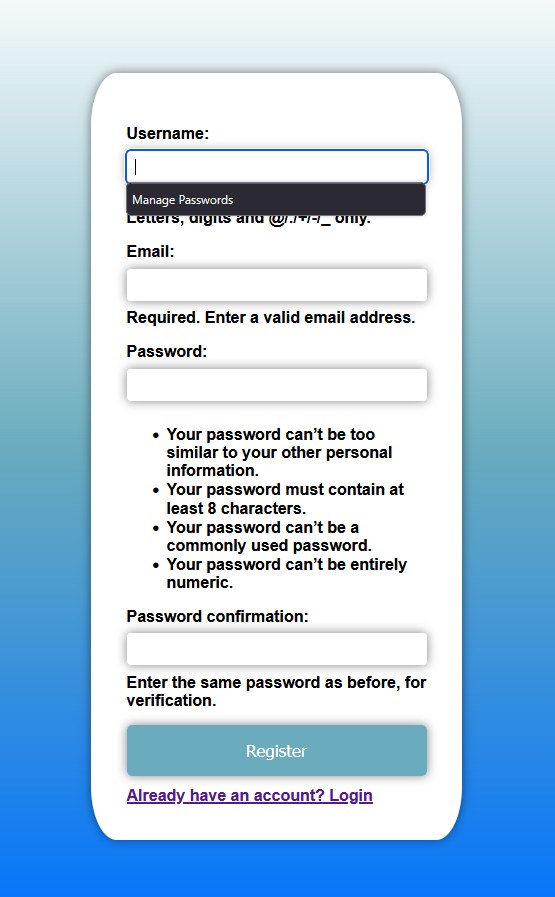 Username:
Manage Passwords
Letters, digits and @/./+/-/_ only.
Email:
Required. Enter a valid email address.
Password:
• Your password can’t be too
similar to your other personal
information.
• Your password must contain at
least 8 characters.
• Your password can’t be a
commonly used password.
• Your password can’t be entirely
numeric.
Password confirmation:
Enter the same password as before, for
verification.
Register
Already have an account? Login